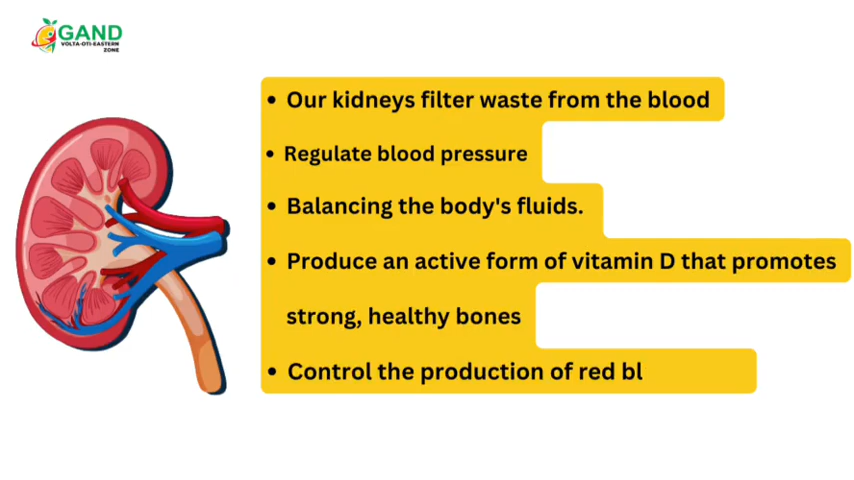 GAND
VOLTA-OTI-EASTERN
ZONE
• Our kidneys filter waste from the blood
• Regulate blood pressure
• Balancing the body's fluids.
• Produce an active form of vitamin D that promotes
strong, healthy bones
• Control the production of red bl